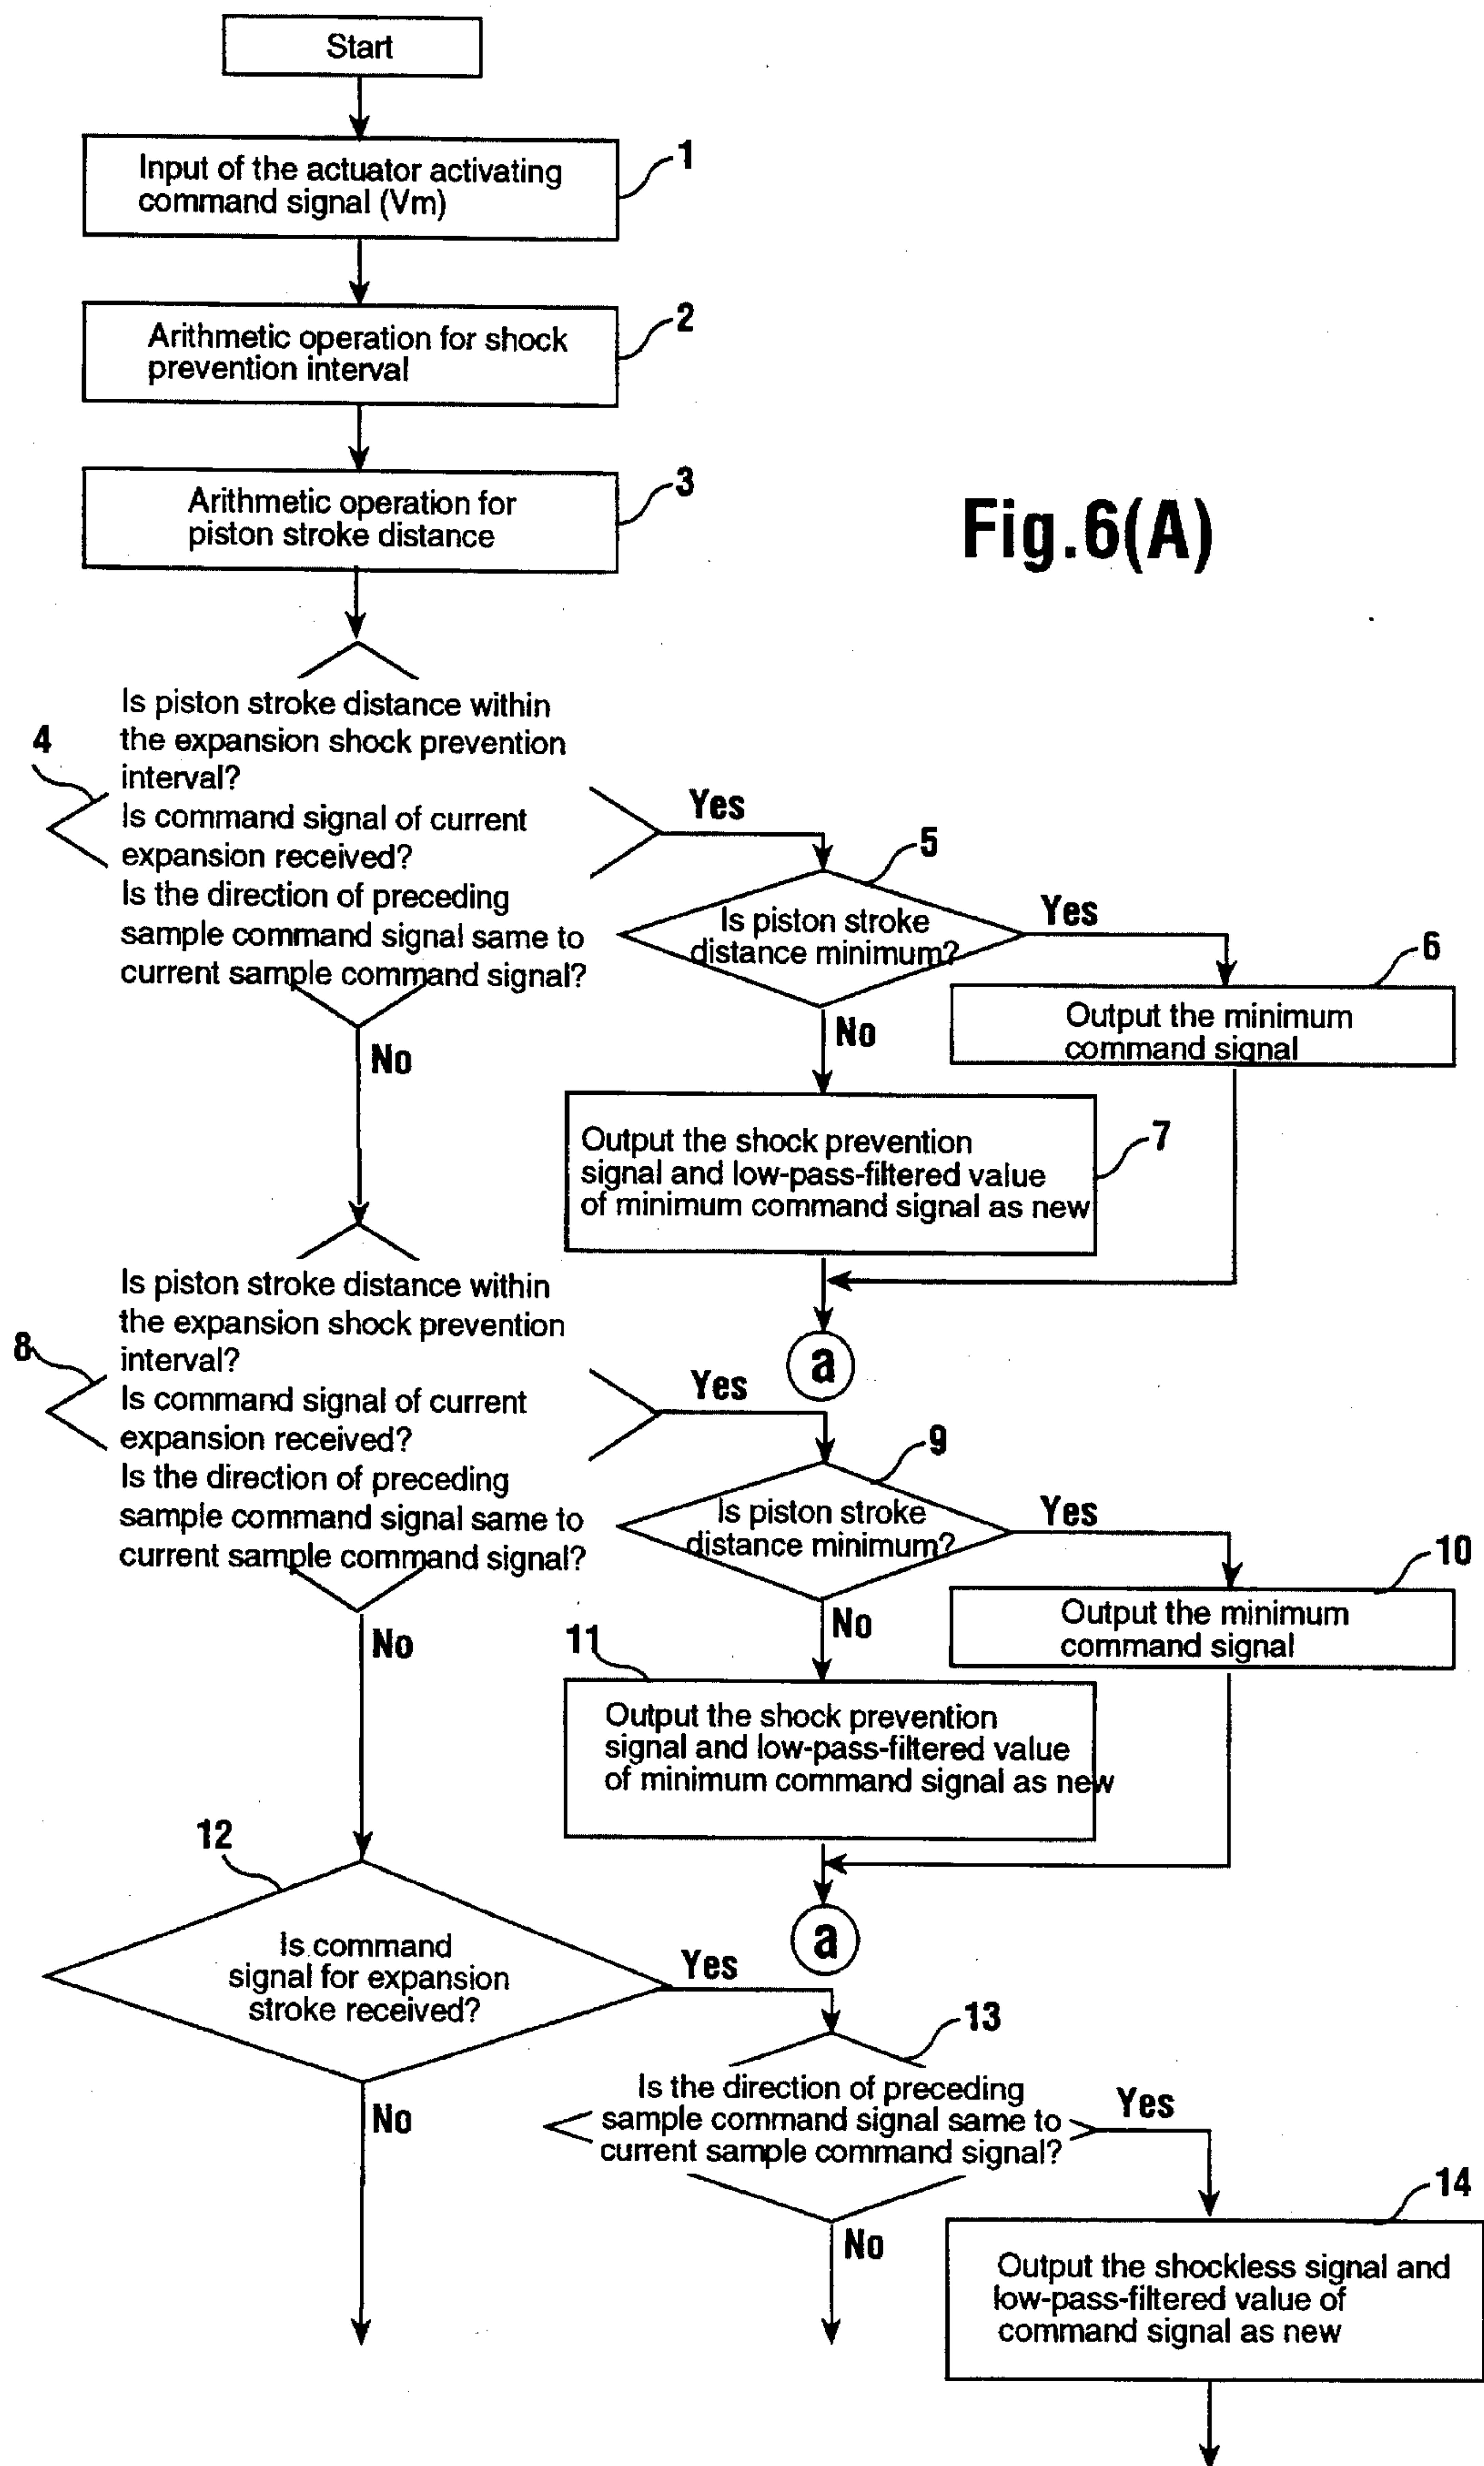 Start
Input of the actuator activating
command signal (Vm)
1
Arithmetic operation for shock
prevention interval
2
Arithmetic operation for
piston stroke distance
3
Fig.6(A)
4
Is piston stroke distance within
the expansion shock prevention
interval?
Is command signal of current
expansion received?
Is the direction of preceding
sample command signal same to
current sample command signal?
Yes
No
5
Is piston stroke
distance minimum?
Yes
No
6
Output the minimum
command signal
7
Output the shock prevention
signal and low-pass-filtered value
of minimum command signal as new
a
8
Is piston stroke distance within
the expansion shock prevention
interval?
Is command signal of current
expansion received?
Is the direction of preceding
sample command signal same to
current sample command signal?
Yes
No
9
Is piston stroke
distance minimum?
Yes
No
10
Output the minimum
command signal
11
Output the shock prevention
signal and low-pass-filtered value
of minimum command signal as new
a
12
Is command
signal for expansion
stroke received?
Yes
No
13
Is the direction of preceding
sample command signal same to
current sample command signal?
Yes
No
14
Output the shockless signal and
low-pass-filtered value of
command signal as new